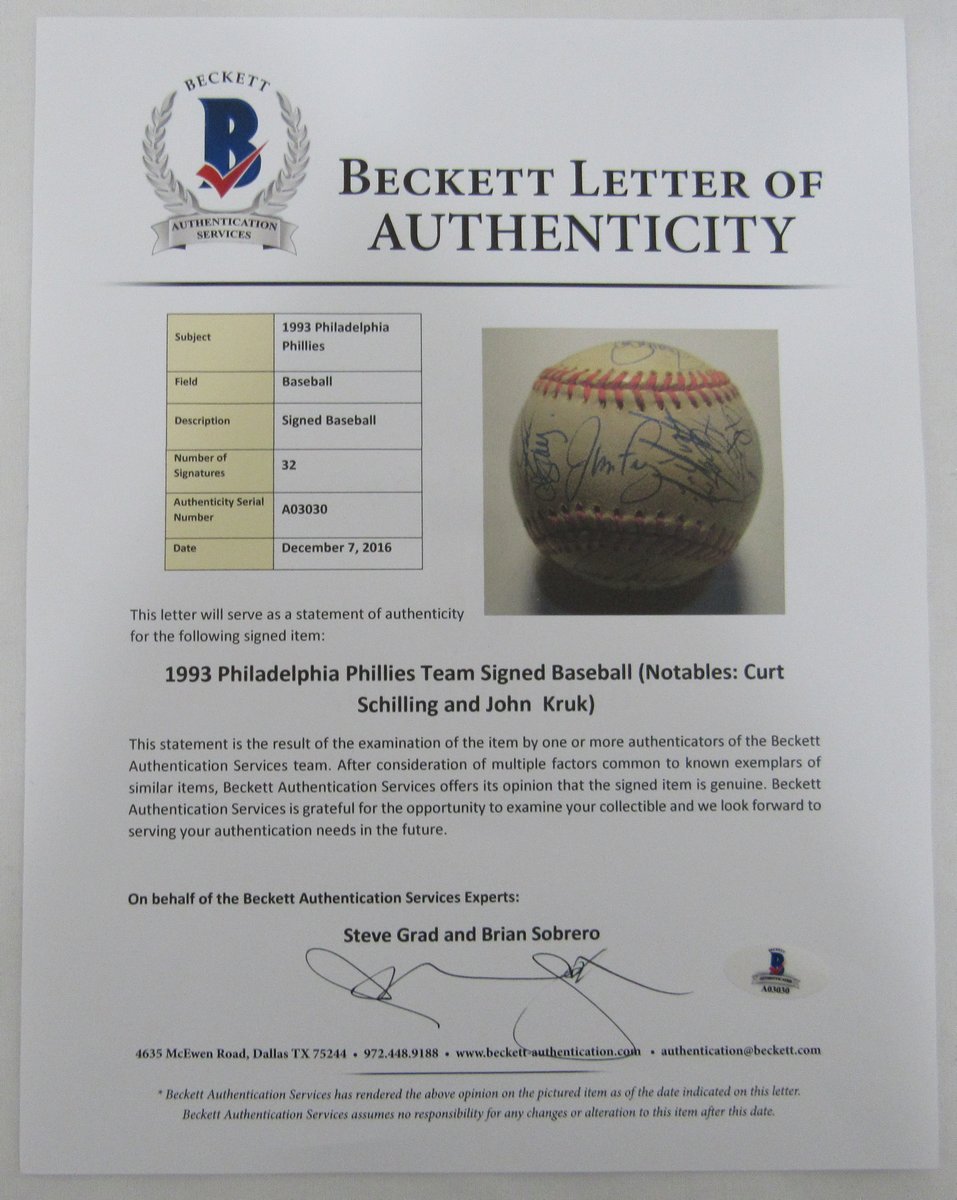 BECKETT
B
AUTHENTICATION
SERVICES
BECKETT LETTER OF
AUTHENTICITY
Subject
1993 Philadelphia
Phillies
Field
Baseball
Description
Signed Baseball
Number of
Signatures
32
Authenticity Serial
Number
A03030
Date
December 7, 2016
This letter will serve as a statement of authenticity
for the following signed item:
1993 Philadelphia Phillies Team Signed Baseball (Notables: Curt
Schilling and John Kruk)
This statement is the result of the examination of the item by one or more authenticators of the Beckett
Authentication Services team. After consideration of multiple factors common to known exemplars of
similar items, Beckett Authentication Services offers its opinion that the signed item is genuine. Beckett
Authentication Services is grateful for the opportunity to examine your collectible and we look forward to
serving your authentication needs in the future.
On behalf of the Beckett Authentication Services Experts:
Steve Grad and Brian Sobrero
B
A03030
4635 McEwen Road, Dallas TX 75244 • 972.448.9188 • www.beckett-authentication.com • authentication@beckett.com
* Beckett Authentication Services has rendered the above opinion on the pictured item as of the date indicated on this letter.
Beckett Authentication Services assumes no responsibility for any changes or alteration to this item after this date.